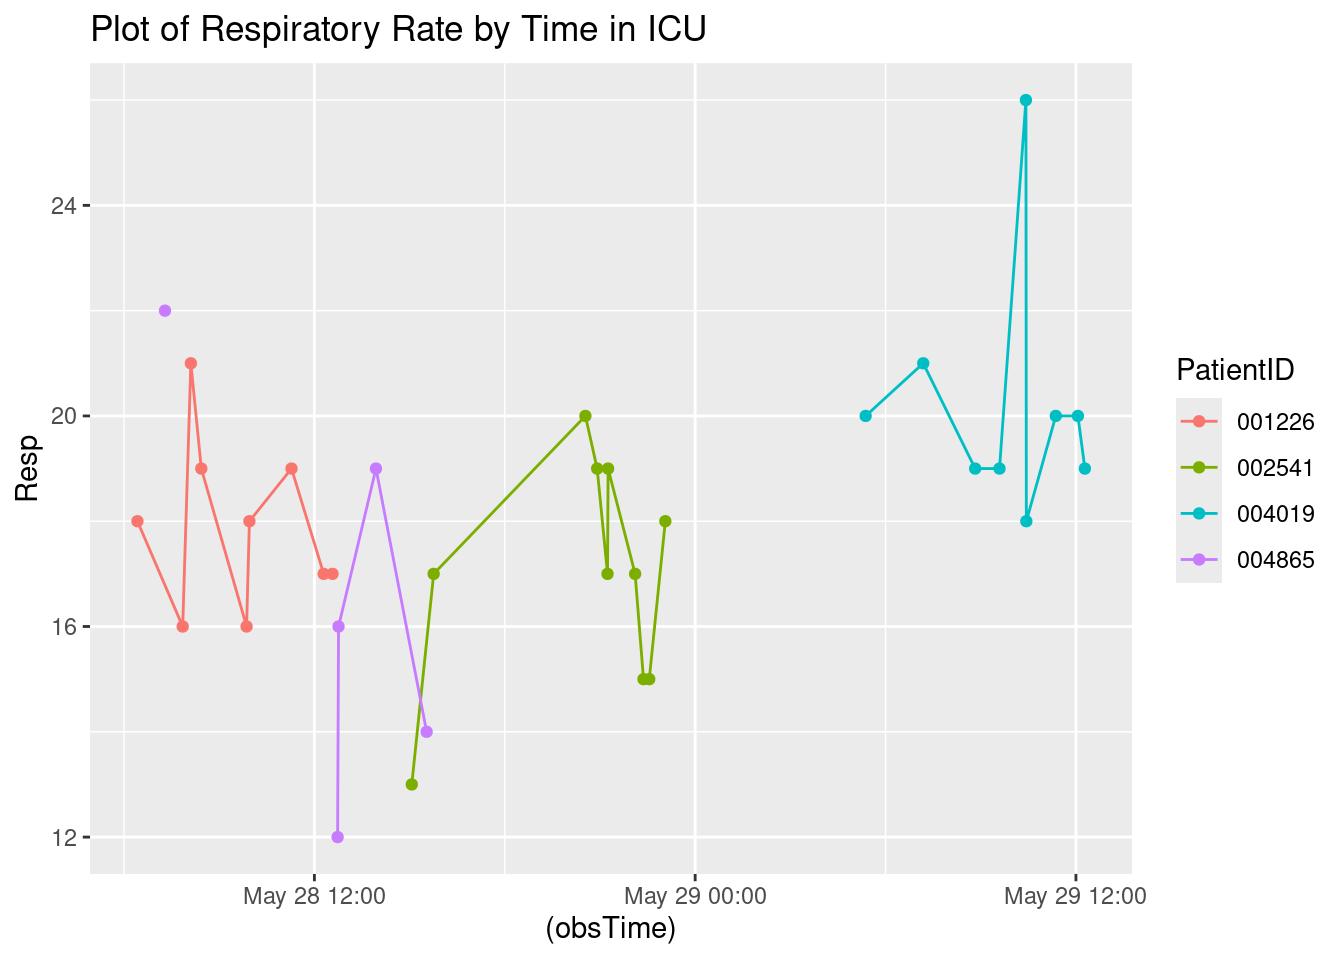 Plot of Respiratory Rate by Time in ICU
24
20
16
12
Resp
May 28 12:00
May 29 00:00
May 29 12:00
(obsTime)
PatientID
001226
002541
004019
004865